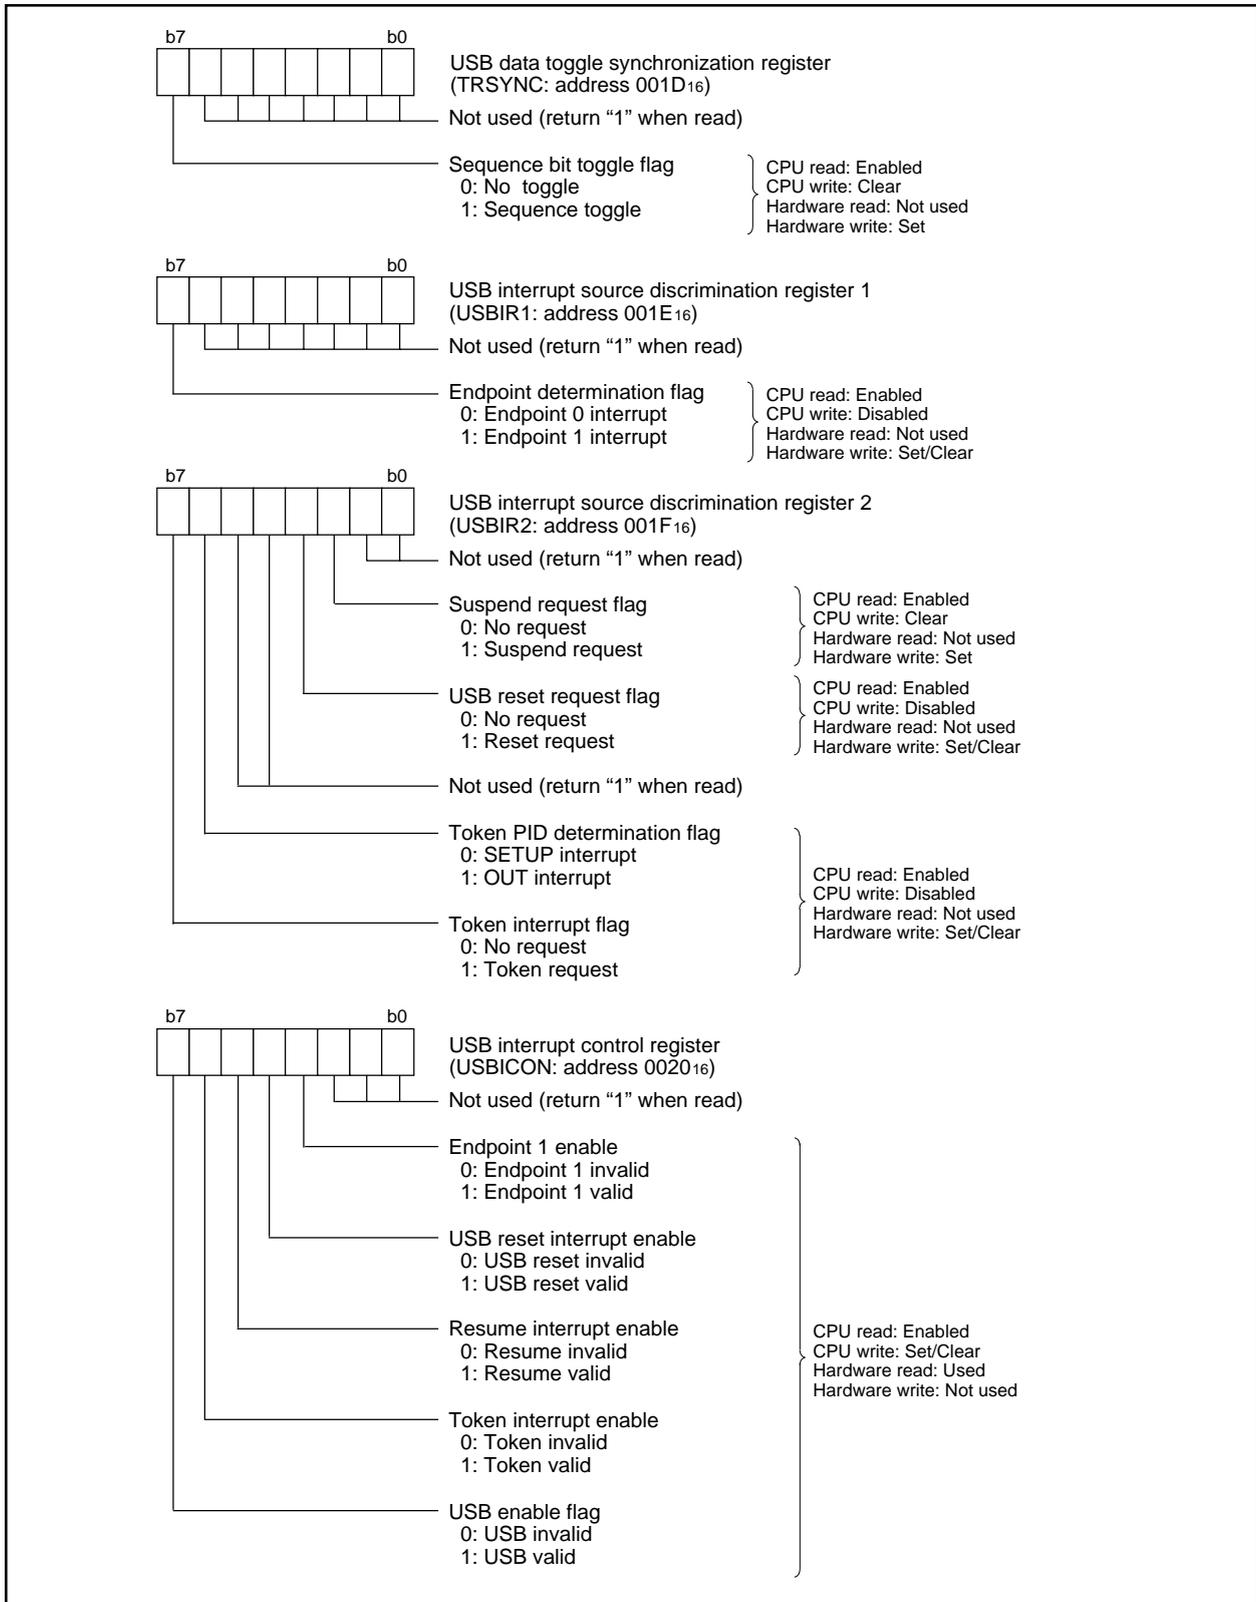 b7 b0
USB data toggle synchronization register
(TRSYNC: address 001D16)
Not used (return “1” when read)
Sequence bit toggle flag
0: No toggle
1: Sequence toggle
CPU read: Enabled
CPU write: Clear
Hardware read: Not used
Hardware write: Set
b7 b0
USB interrupt source discrimination register 1
(USBIR1: address 001E16)
Not used (return “1” when read)
Endpoint determination flag
0: Endpoint 0 interrupt
1: Endpoint 1 interrupt
CPU read: Enabled
CPU write: Disabled
Hardware read: Not used
Hardware write: Set/Clear
b7 b0
USB interrupt source discrimination register 2
(USBIR2: address 001F16)
Not used (return “1” when read)
Suspend request flag
0: No request
1: Suspend request
CPU read: Enabled
CPU write: Clear
Hardware read: Not used
Hardware write: Set
USB reset request flag
0: No request
1: Reset request
CPU read: Enabled
CPU write: Disabled
Hardware read: Not used
Hardware write: Set/Clear
Not used (return “1” when read)
Token PID determination flag
0: SETUP interrupt
1: OUT interrupt
Token interrupt flag
0: No request
1: Token request
CPU read: Enabled
CPU write: Disabled
Hardware read: Not used
Hardware write: Set/Clear
b7 b0
USB interrupt control register
(USBICON: address 002016)
Not used (return “1” when read)
Endpoint 1 enable
0: Endpoint 1 invalid
1: Endpoint 1 valid
USB reset interrupt enable
0: USB reset invalid
1: USB reset valid
Resume interrupt enable
0: Resume invalid
1: Resume valid
Token interrupt enable
0: Token invalid
1: Token valid
USB enable flag
0: USB invalid
1: USB valid
CPU read: Enabled
CPU write: Set/Clear
Hardware read: Used
Hardware write: Not used